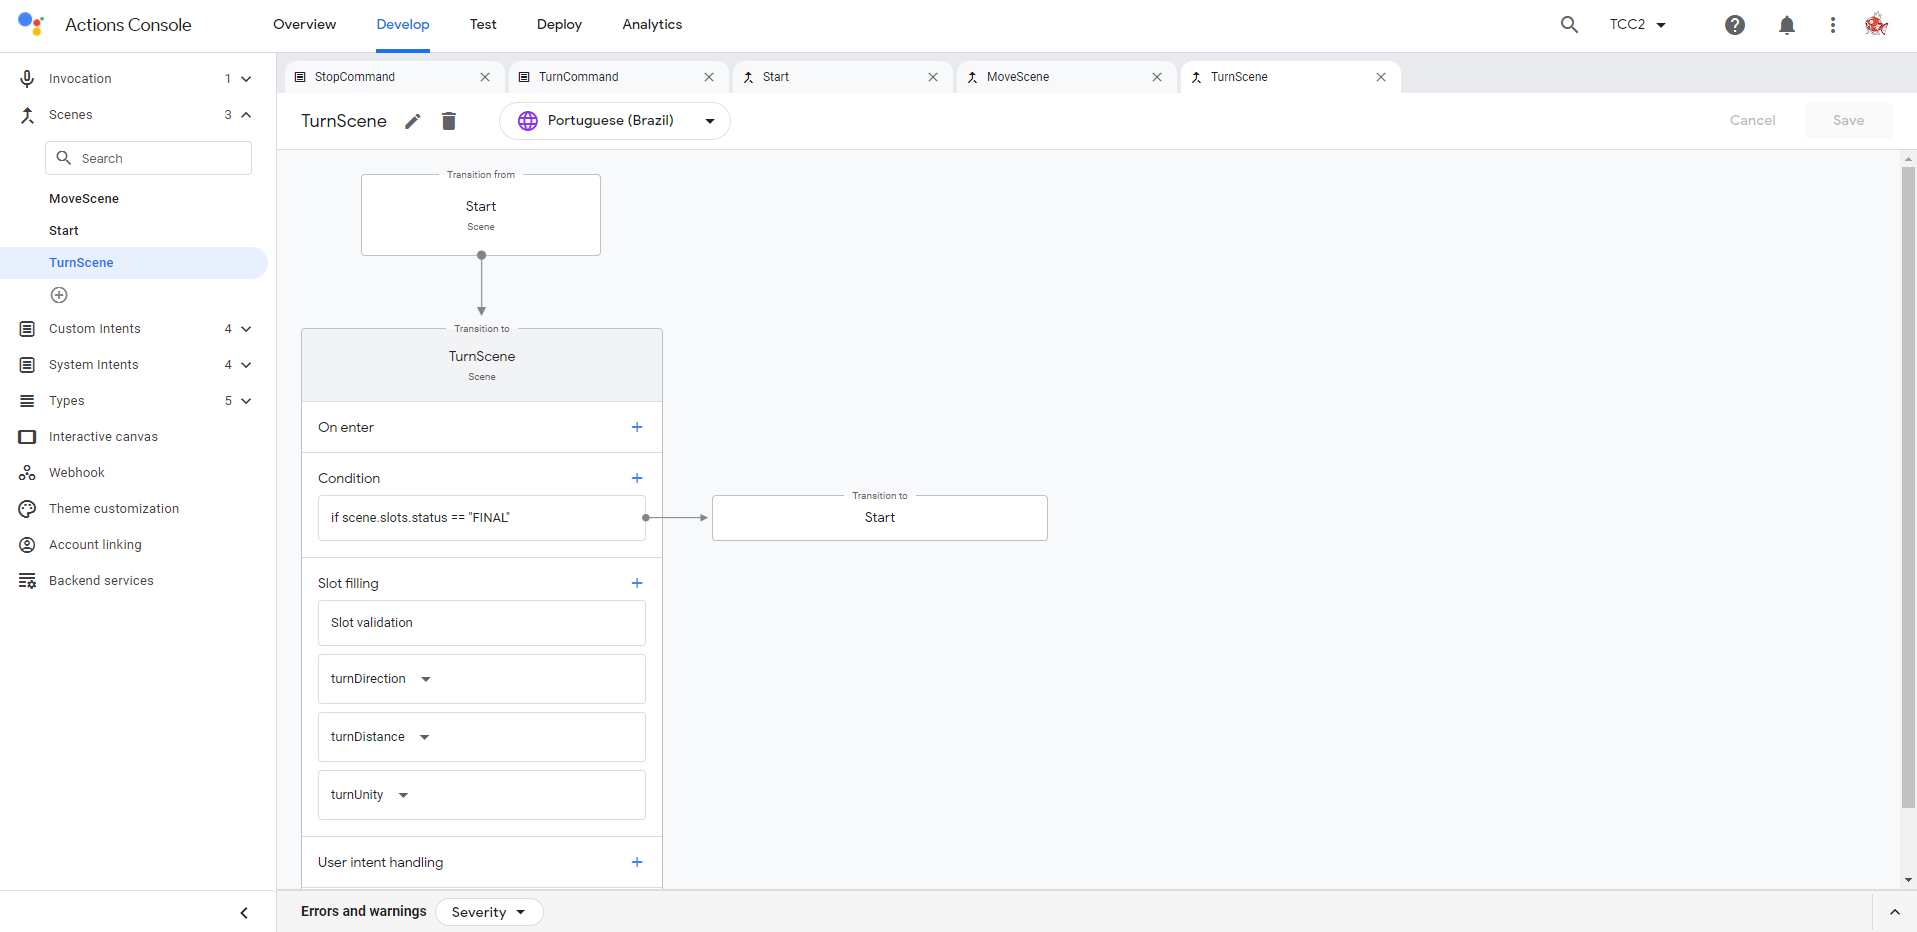 Actions Console
Overview
Develop
Test
Deploy
Analytics
TCC2
Invocation
1
Scenes
3
Search
MoveScene
Start
TurnScene
Custom Intents
4
System Intents
4
Types
5
Interactive canvas
Webhook
Theme customization
Account linking
Backend services
StopCommand
TurnCommand
Start
MoveScene
TurnScene
TurnScene
Portuguese (Brazil)
Cancel
Save
Transition from
Start
Scene
Transition to
TurnScene
Scene
On enter
Condition
if scene.slots.status == "FINAL"
Transition to
Start
Slot filling
Slot validation
turnDirection
turnDistance
turnUnity
User intent handling
Errors and warnings
Severity